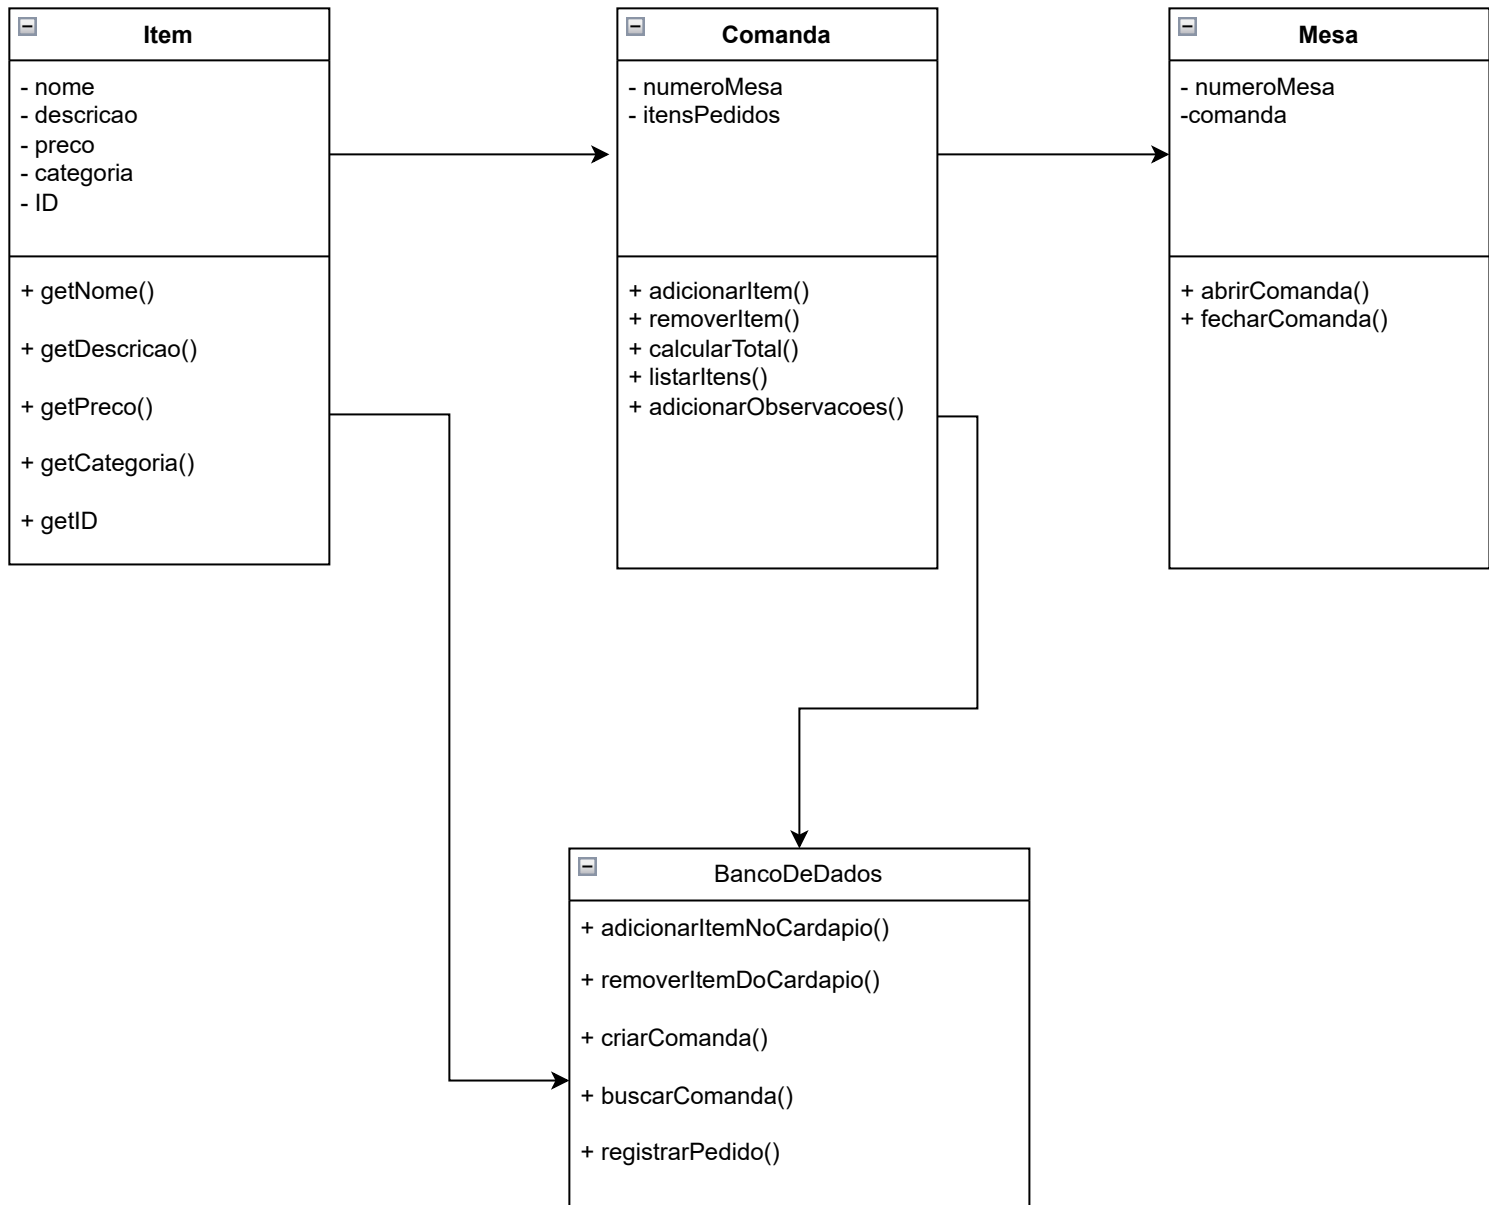 Item
- nome
- descricao
- preco
- categoria
- ID
+ getNome()
+ getDescricao()
+ getPreco()
+ getCategoria()
+ getID
Comanda
- numeroMesa
- itensPedidos
+ adicionarItem()
+ removerItem()
+ calcularTotal()
+ listarItens()
+ adicionarObservacoes()
Mesa
- numeroMesa
-comanda
+ abrirComanda()
+ fecharComanda()
BancoDeDados
+ adicionarItemNoCardapio()
+ removerItemDoCardapio()
+ criarComanda()
+ buscarComanda()
+ registrarPedido()